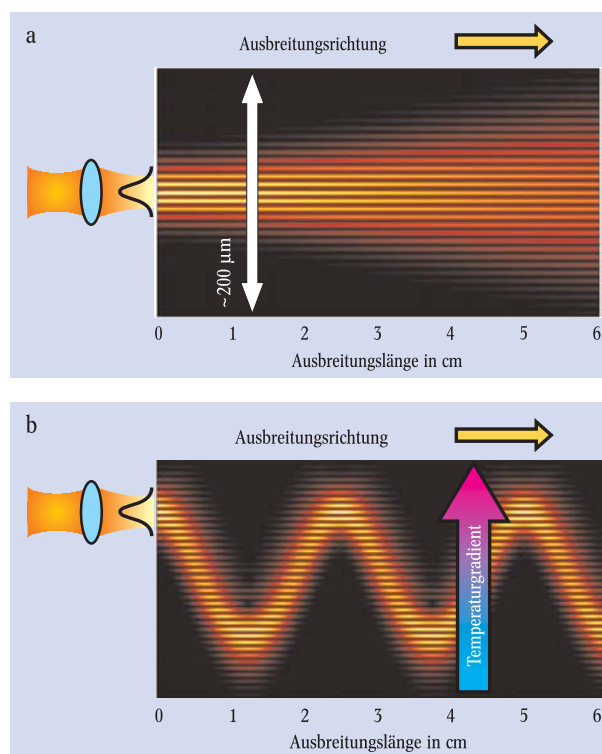 a
Ausbreitungsrichtung
~200 µm
0 1 2 3 4 5 6
Ausbreitungslänge in cm
b
Ausbreitungsrichtung
Temperaturgradient
0 1 2 3 4 5 6
Ausbreitungslänge in cm